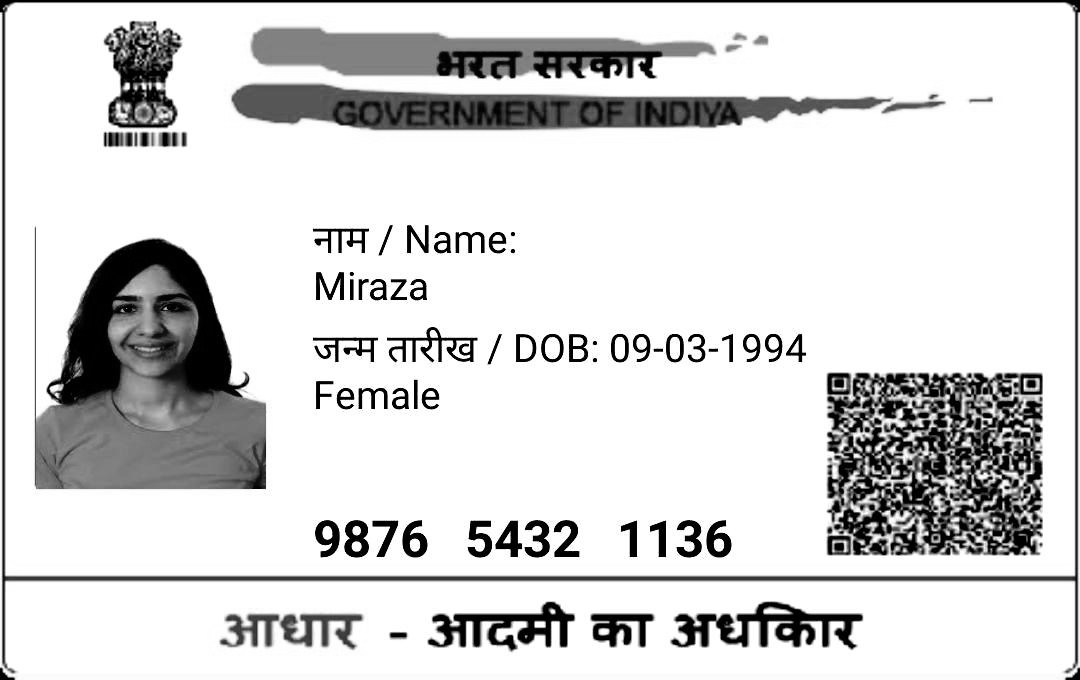 भरत सरकार
GOVERNMENT OF INDIYA
नाम / Name:
Miraza
जन्म तारीख / DOB: 09-03-1994
Female
9876 5432 1136
आधार - आदमी का अधकिार